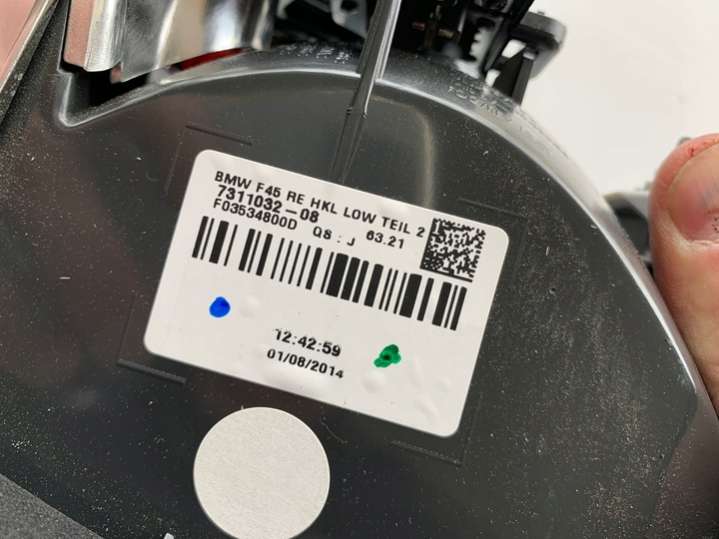 BMW F45 RE HKL LOW TEIL 2
7311032-08
F03534800D QS : J 63.21
12:42:59
01/08/2014